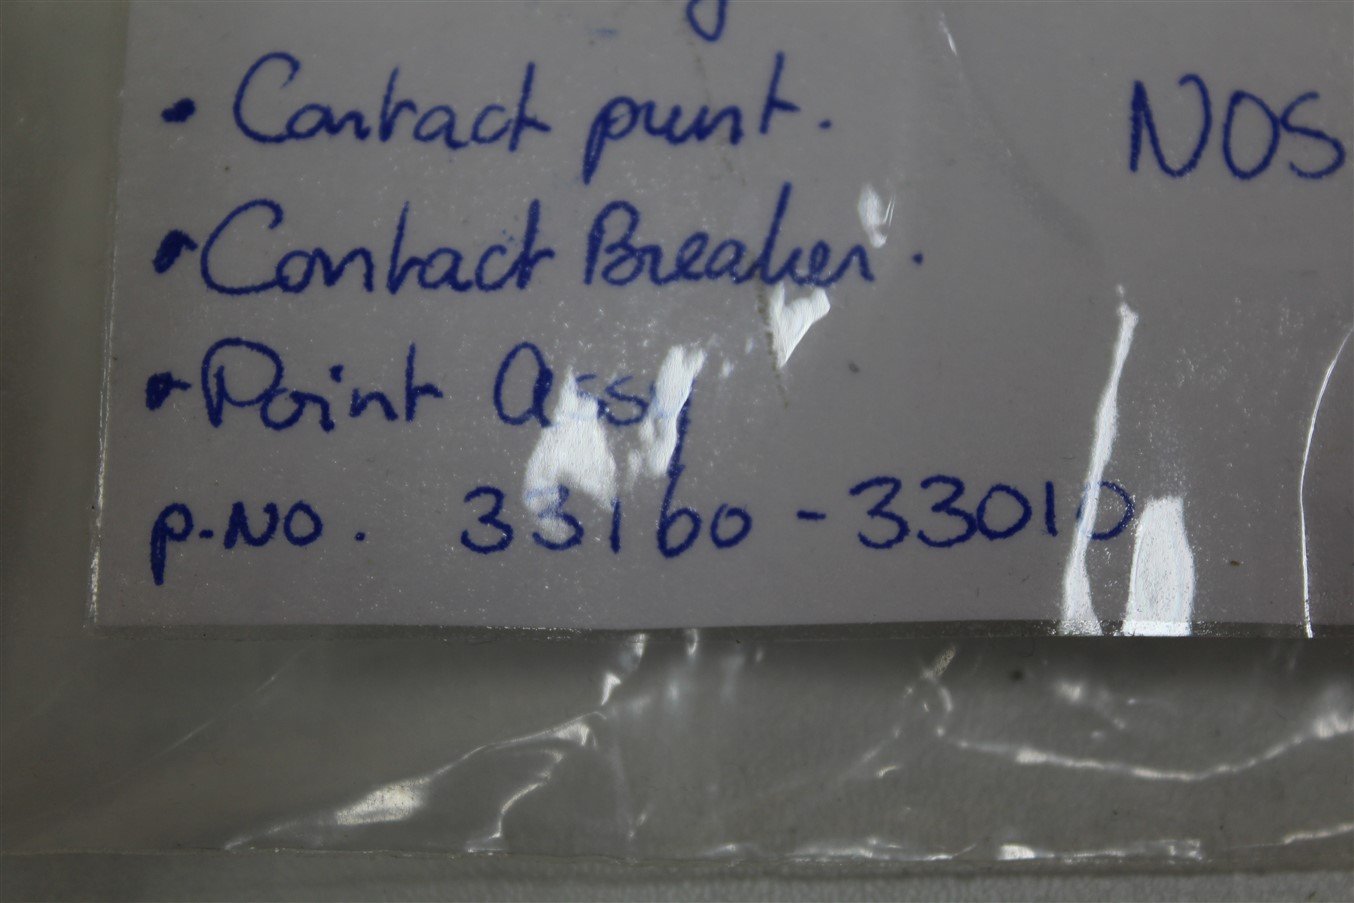 • Contact punt.
NOS
• Contact Breaker.
• Point Assy
p.NO. 33160-33010